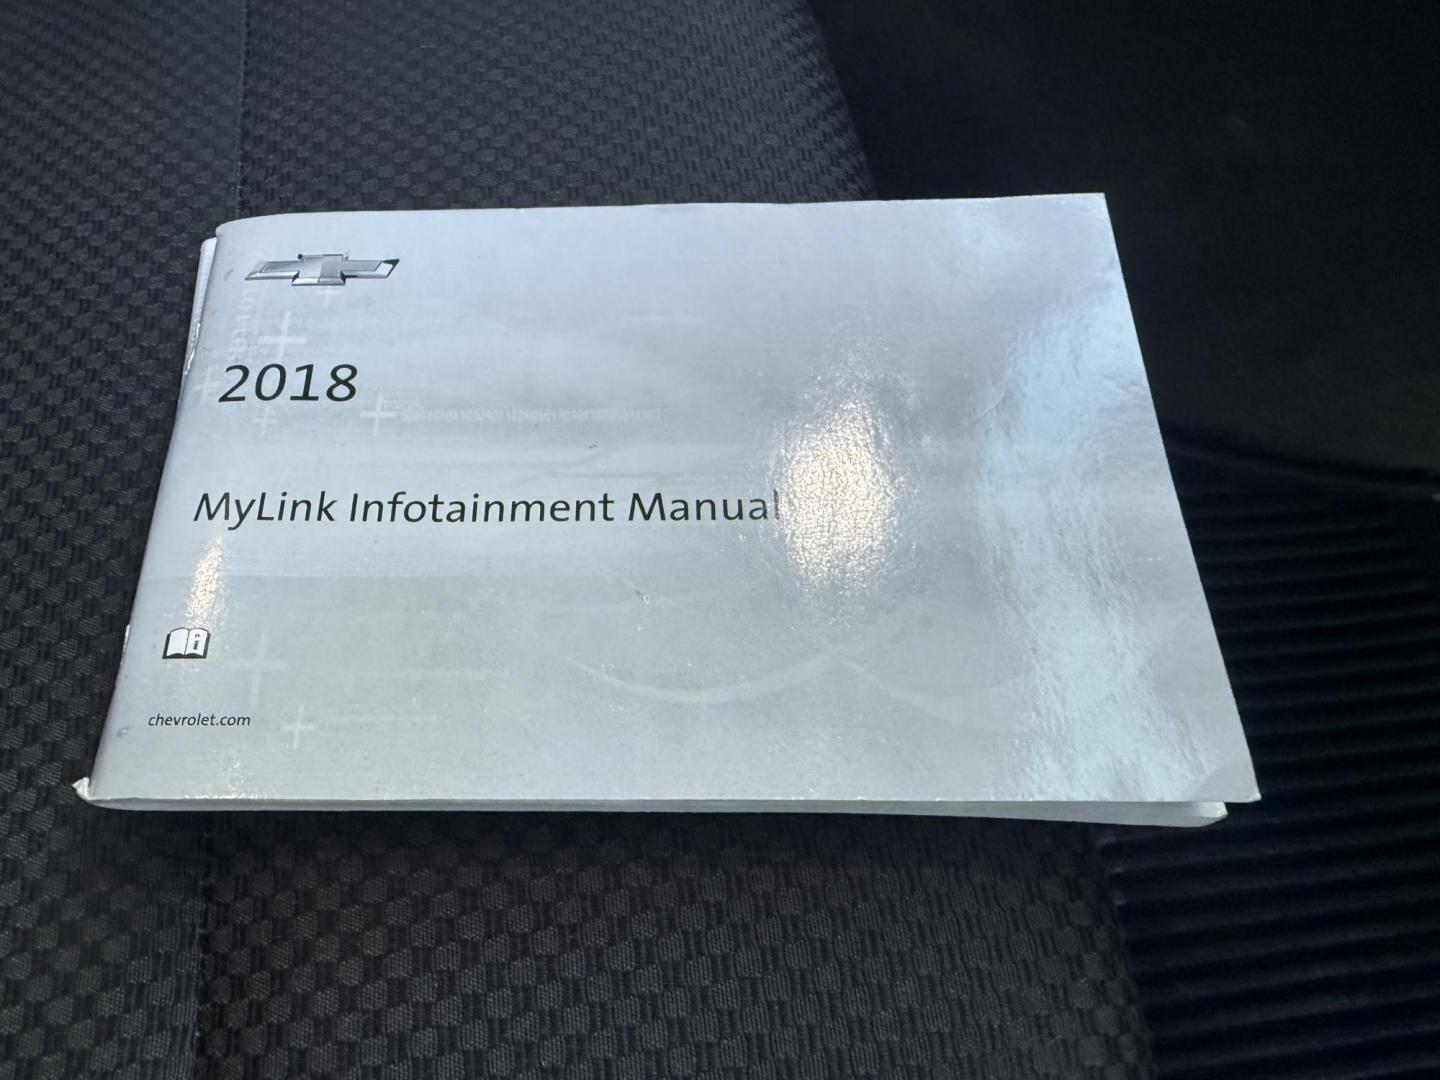 2018
MyLink Infotainment Manual
i
chevrolet.com